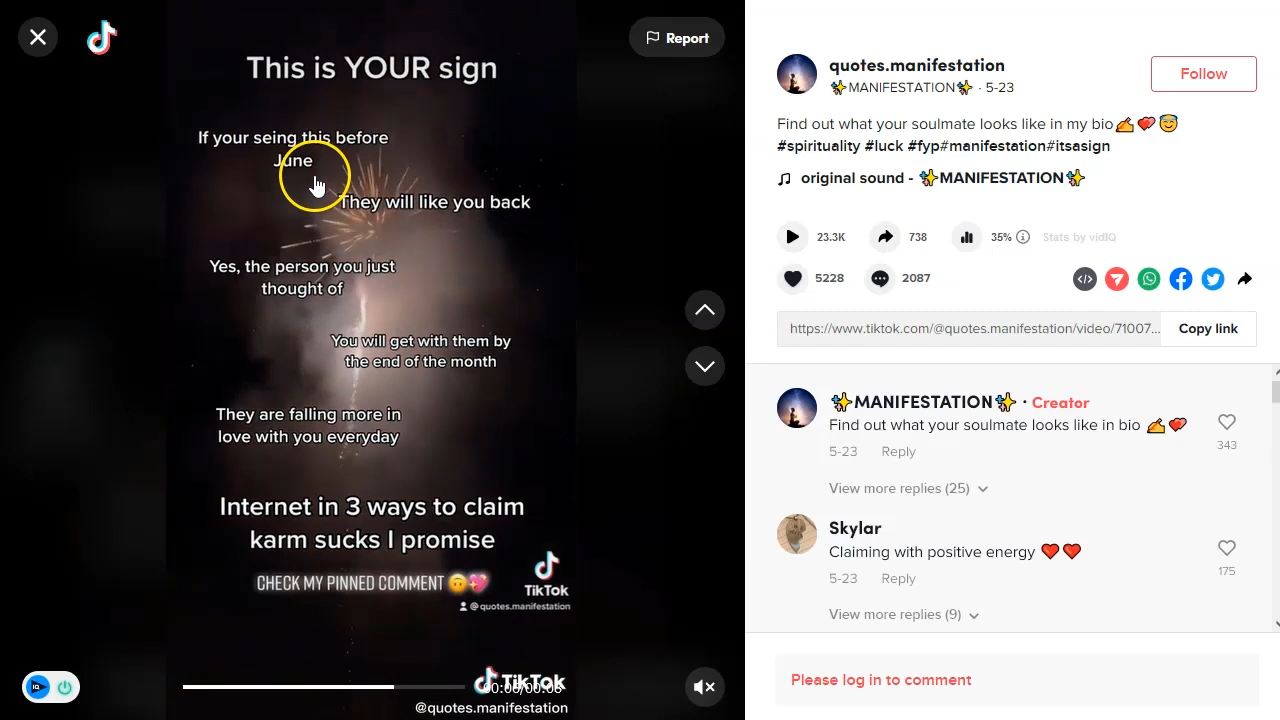 Report
This is YOUR sign
If your seing this before
June
They will like you back
Yes, the person you just
thought of
You will get with them by
the end of the month
They are falling more in
love with you everyday
Internet in 3 ways to claim
karm sucks I promise
CHECK MY PINNED COMMENT 🙃💖
TikTok
@quotes.manifestation
TikTok
@quotes.manifestation
quotes.manifestation
✨MANIFESTATION✨ · 5-23
Follow
Find out what your soulmate looks like in my bio✍️💞😇
#spirituality #luck #fyp#manifestation#itsasign
original sound - ✨MANIFESTATION✨
23.3K 738 35% Stats by vidIQ
5228 2087
https://www.tiktok.com/@quotes.manifestation/video/71007... Copy link
✨MANIFESTATION✨ · Creator
Find out what your soulmate looks like in bio ✍️💞
343
5-23 Reply
View more replies (25)
Skylar
Claiming with positive energy ❤️❤️
175
5-23 Reply
View more replies (9)
Please log in to comment